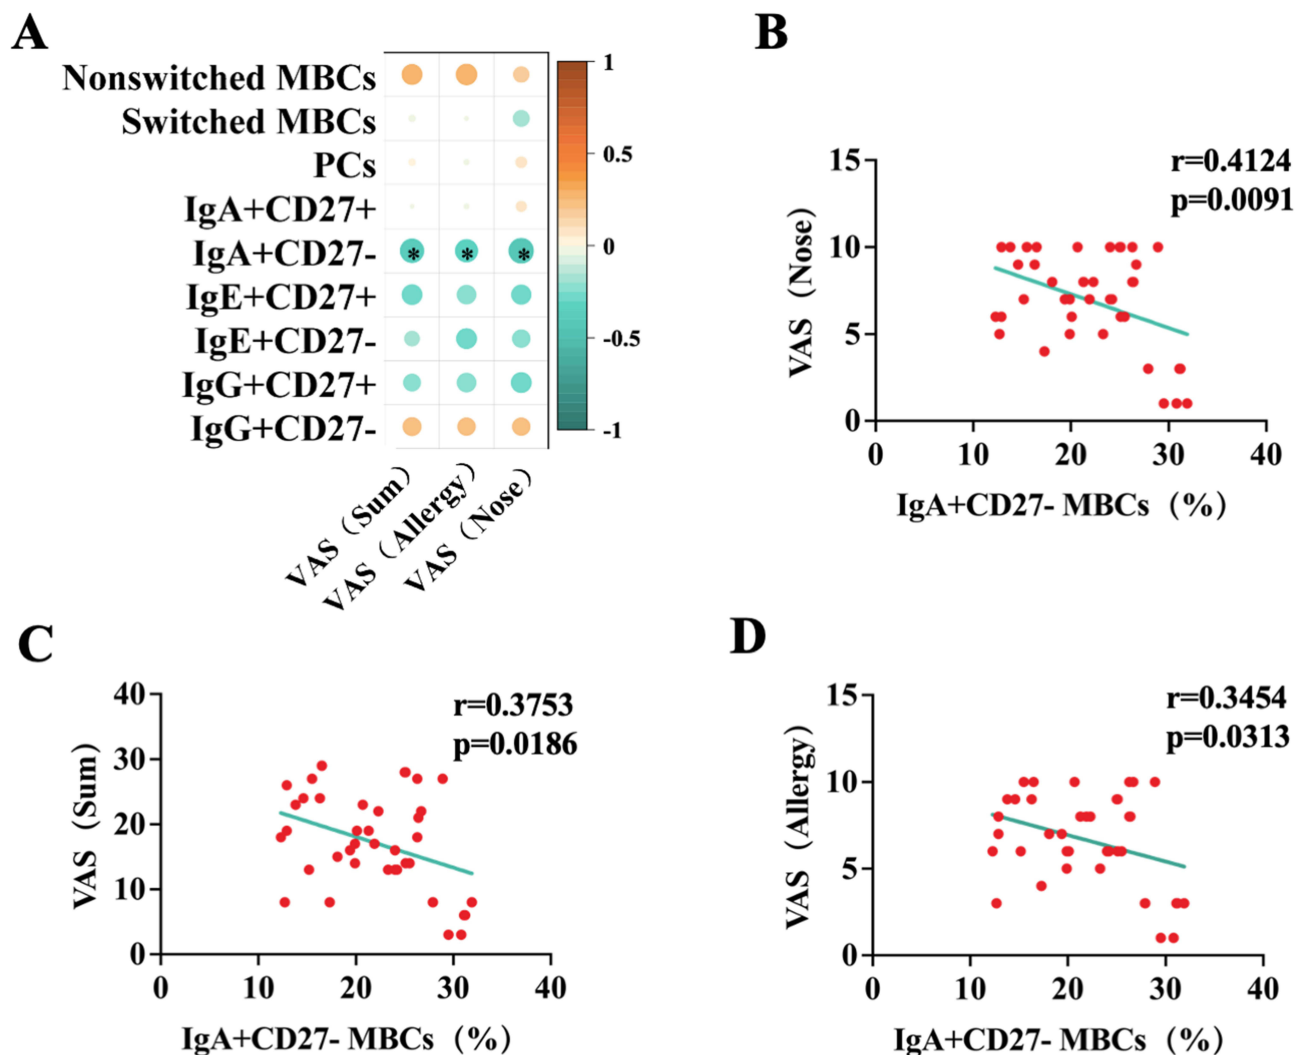 A
Nonswitched MBCs
Switched MBCs
PCs
IgA+CD27+
IgA+CD27-
IgE+CD27+
IgE+CD27-
IgG+CD27+
IgG+CD27-
* * *
1
0.5
0
-0.5
-1
VAS（Sum）
VAS（Allergy）
VAS（Nose）
B
r=0.4124
p=0.0091
VAS（Nose）
15
10
5
0
0 10 20 30 40
IgA+CD27- MBCs（%）
C
r=0.3753
p=0.0186
VAS（Sum）
40
30
20
10
0
0 10 20 30 40
IgA+CD27- MBCs（%）
D
r=0.3454
p=0.0313
VAS（Allergy）
15
10
5
0
0 10 20 30 40
IgA+CD27- MBCs（%）